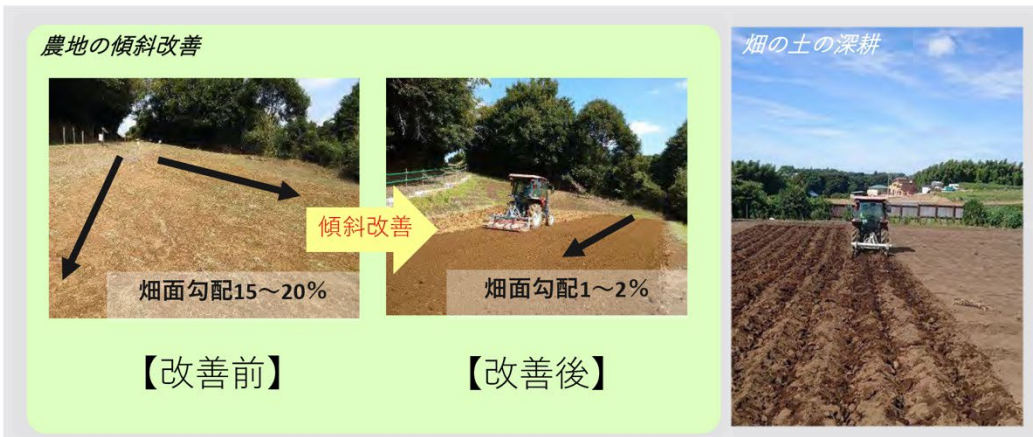 農地の傾斜改善
畑の土の深耕
傾斜改善
畑面勾配15～20%
畑面勾配1～2%
【改善前】
【改善後】